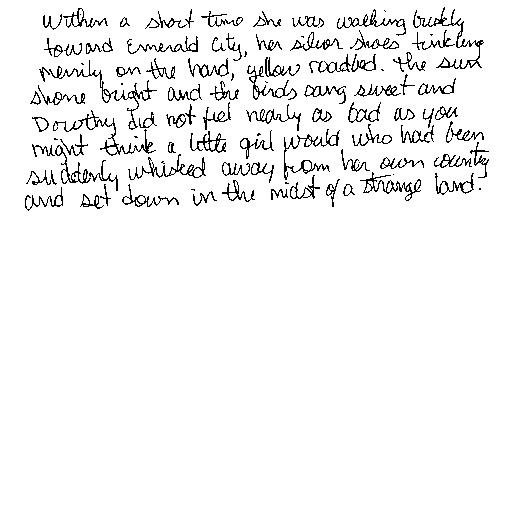 Within a short time she was walking briskly
toward Emerald City, her silver shoes tinkling
merrily on the hard, yellow roadbed. The sun
shone bright and the birds sang sweet and
Dorothy did not feel nearly as bad as you
might think a little girl would who had been
suddenly whisked away from her own country
and set down in the midst of a strange land.